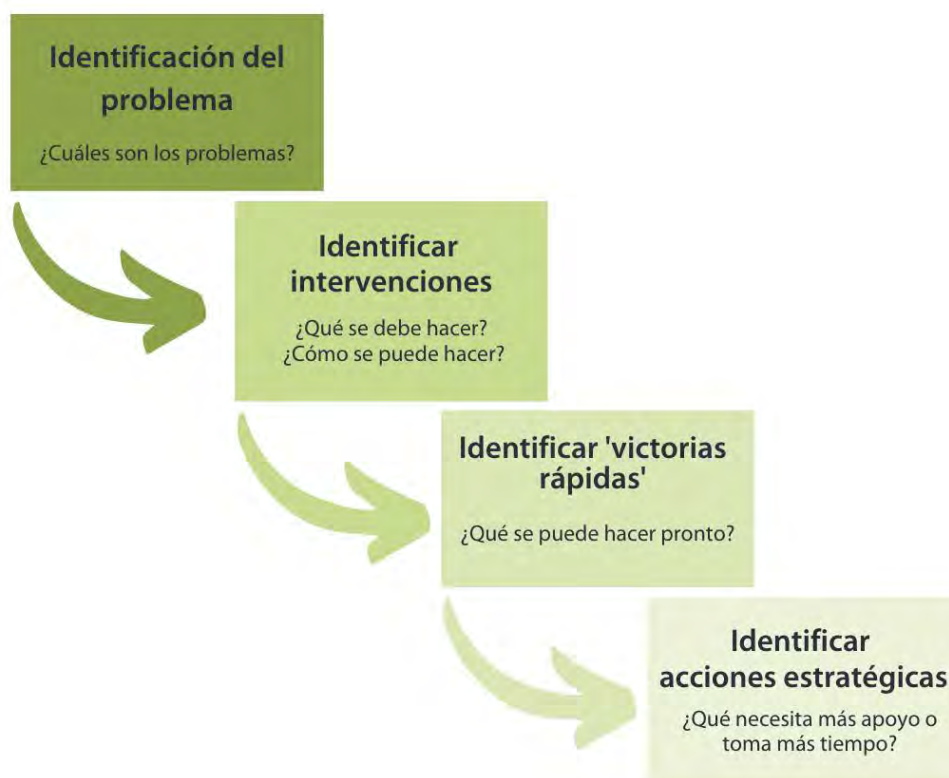 Identificación del
problema
¿Cuáles son los problemas?
Identificar
intervenciones
¿Qué se debe hacer?
¿Cómo se puede hacer?
Identificar 'victorias
rápidas'
¿Qué se puede hacer pronto?
Identificar
acciones estratégicas
¿Qué necesita más apoyo o
toma más tiempo?